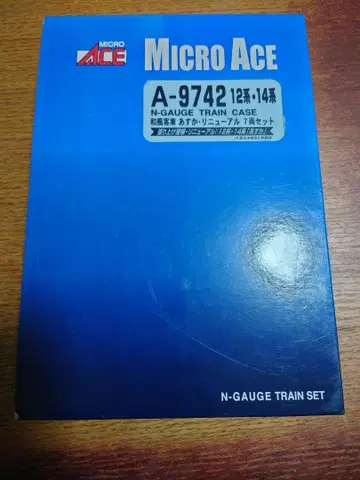 MICRO
ACE
MICRO ACE
A-9742 12系・14系
N-GAUGE TRAIN CASE
和風客車 あすか・リニューアル 7両セット
N-GAUGE TRAIN SET